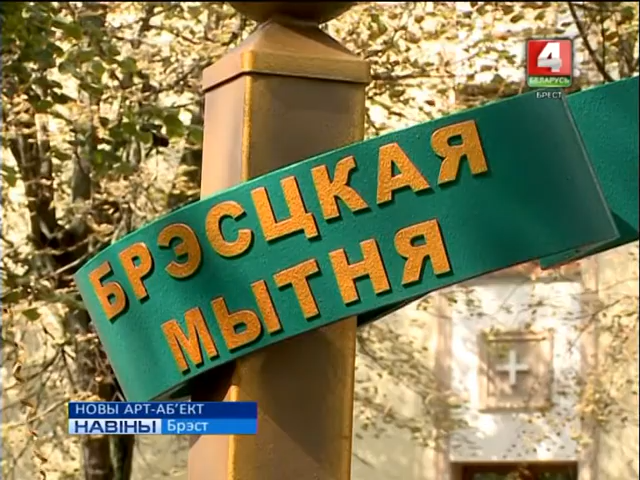 4
БЕЛАРУСЬ
БРЕСТ
БРЭСЦКАЯ
МЫТНЯ
НОВЫ АРТ-АБ'ЕКТ
НАВІНЫ Брэст